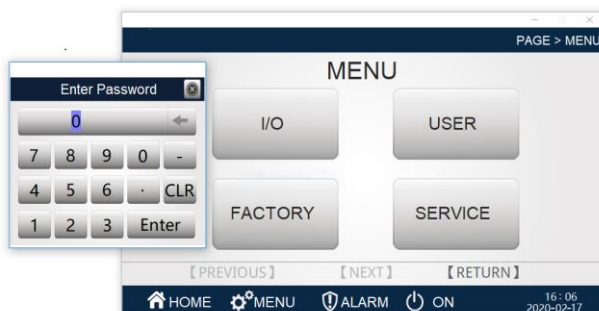 PAGE > MENU
MENU
Enter Password
0
7 8 9 0 -
4 5 6 . CLR
1 2 3 Enter
I/O USER
FACTORY SERVICE
【PREVIOUS】 【NEXT】 【RETURN】
HOME MENU ALARM ON
16:06
2020-02-17